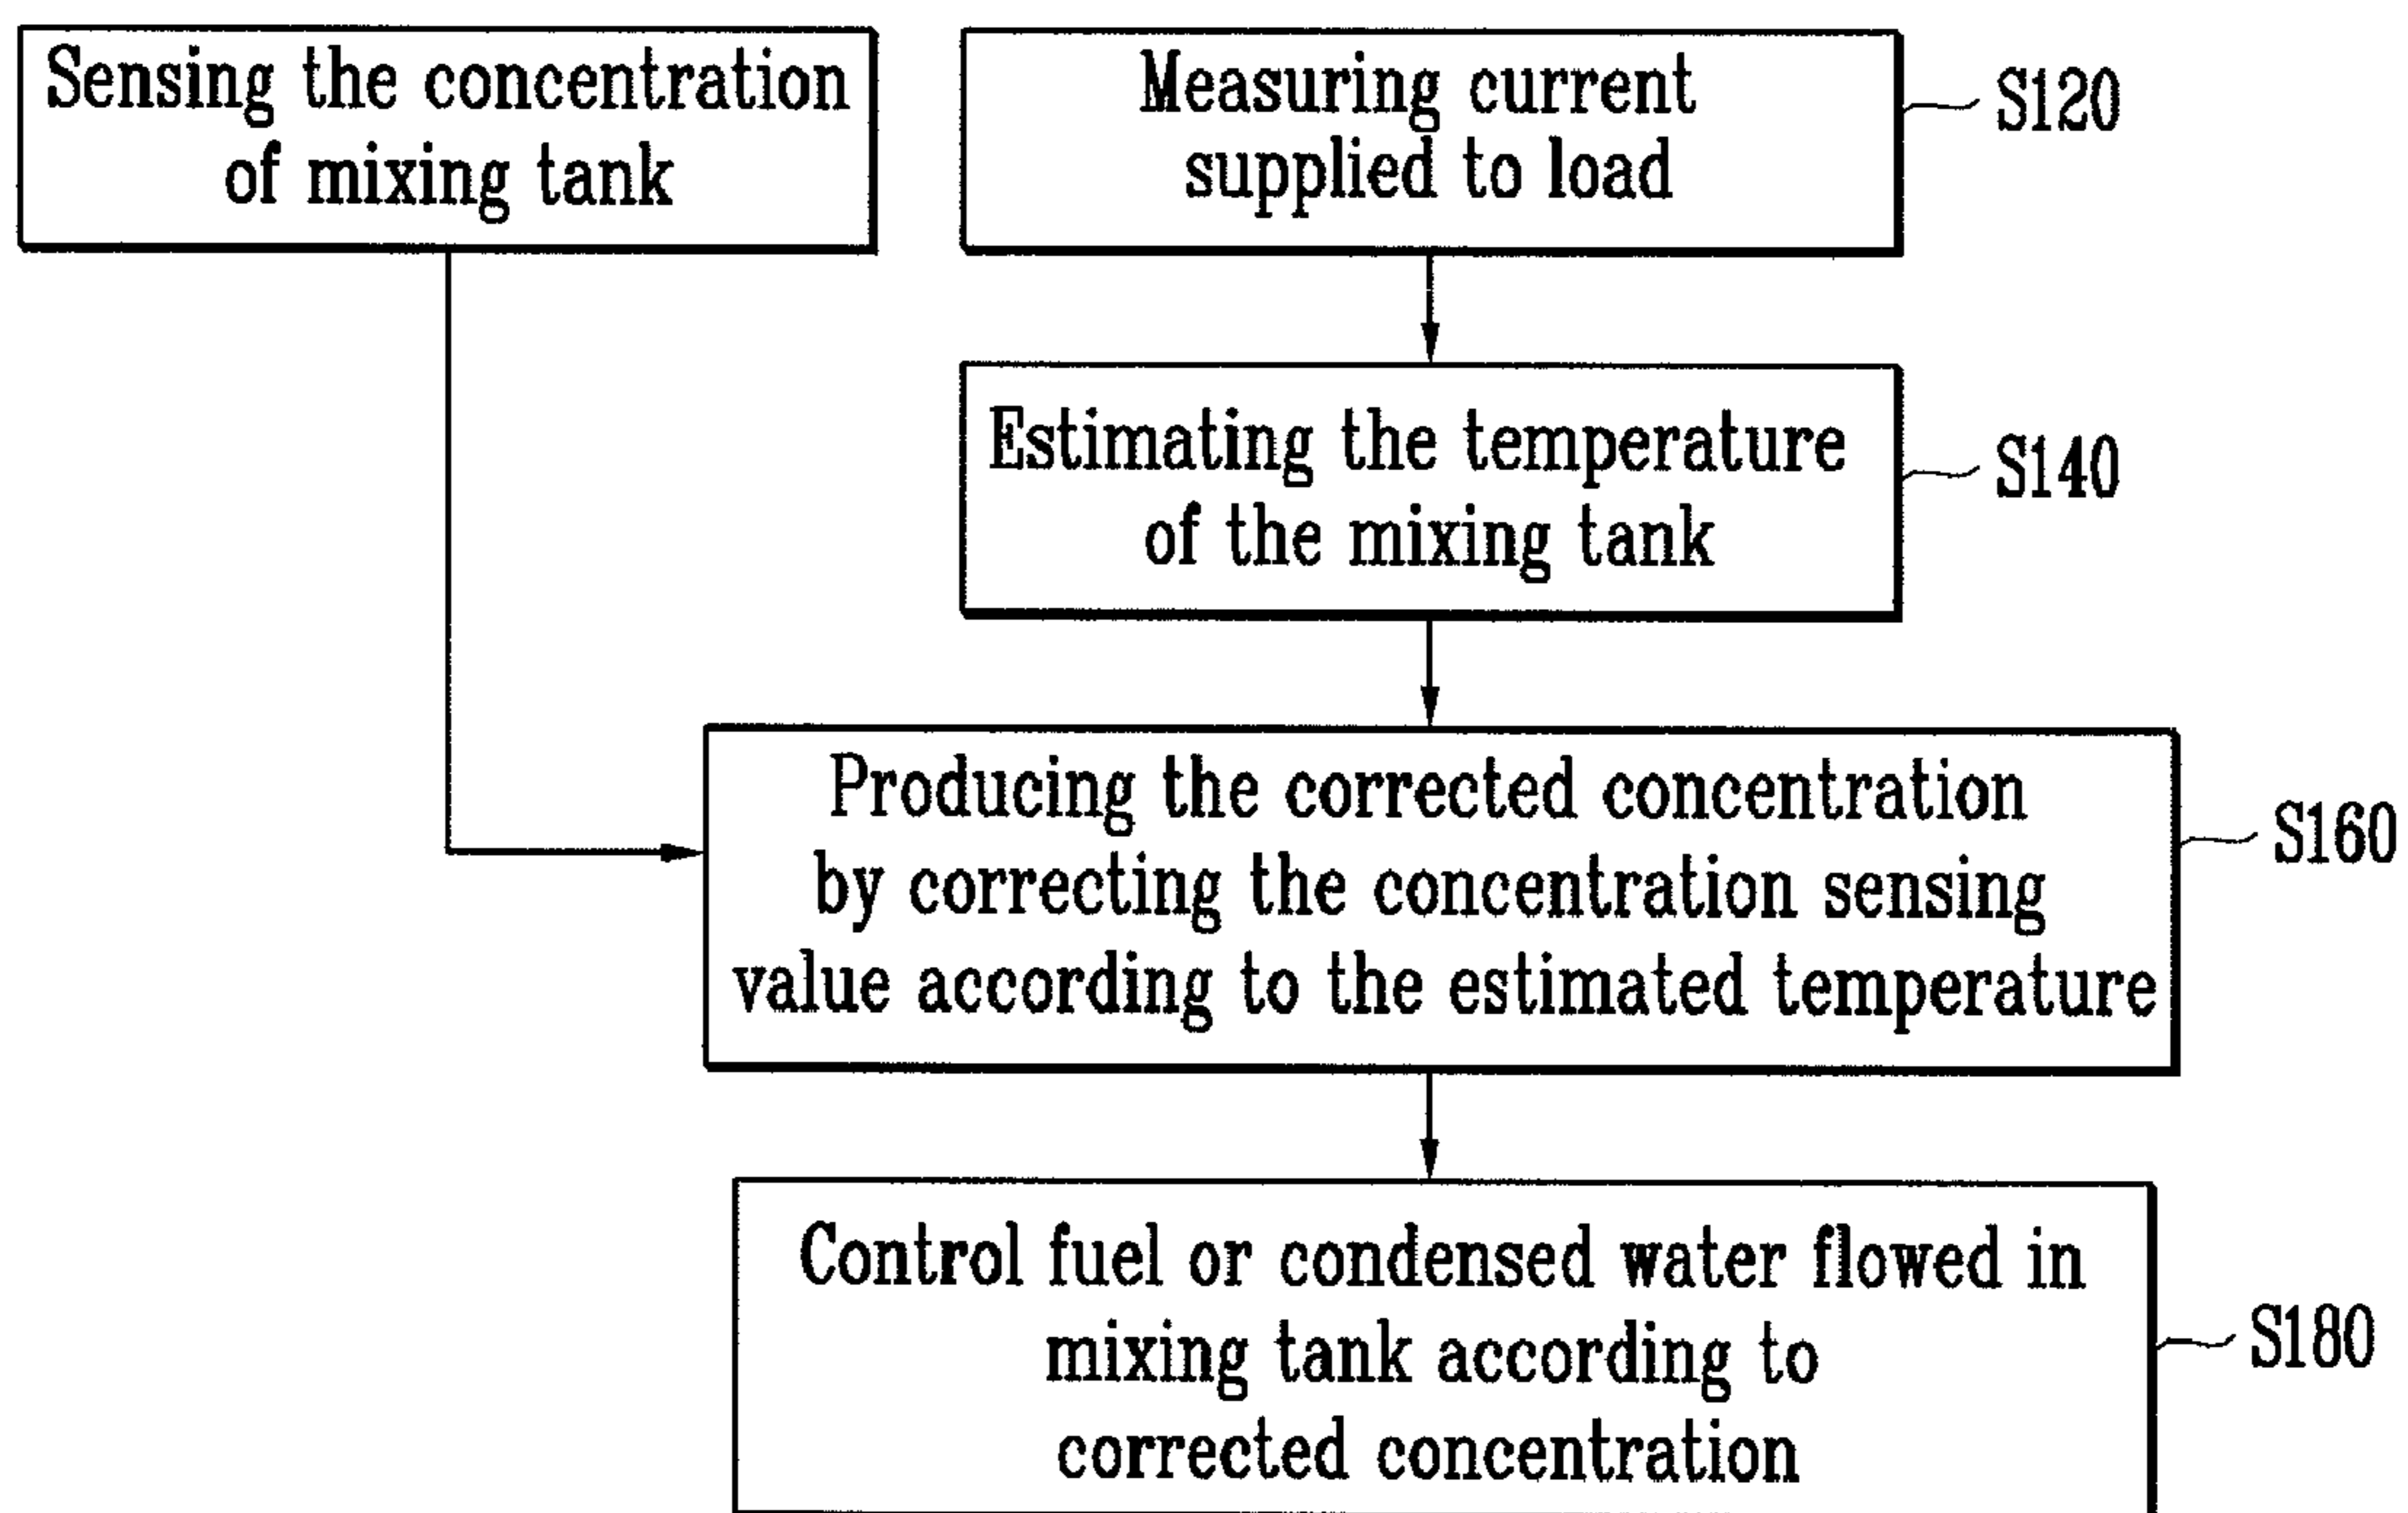 Sensing the concentration
of mixing tank
Measuring current
supplied to load
S120
Estimating the temperature
of the mixing tank
S140
Producing the corrected concentration
by correcting the concentration sensing
value according to the estimated temperature
S160
Control fuel or condensed water flowed in
mixing tank according to
corrected concentration
S180